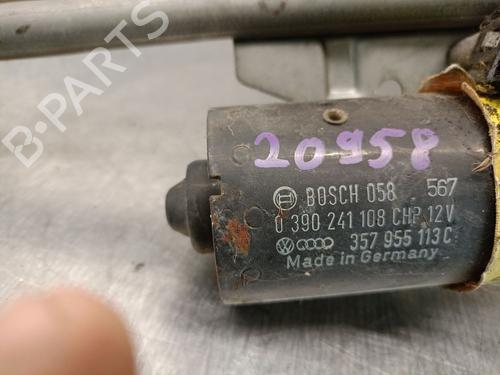 B-PARTS
20958
BOSCH 058 567
0 390 241 108 CHP 12V
357 955 113 C
Made in Germany